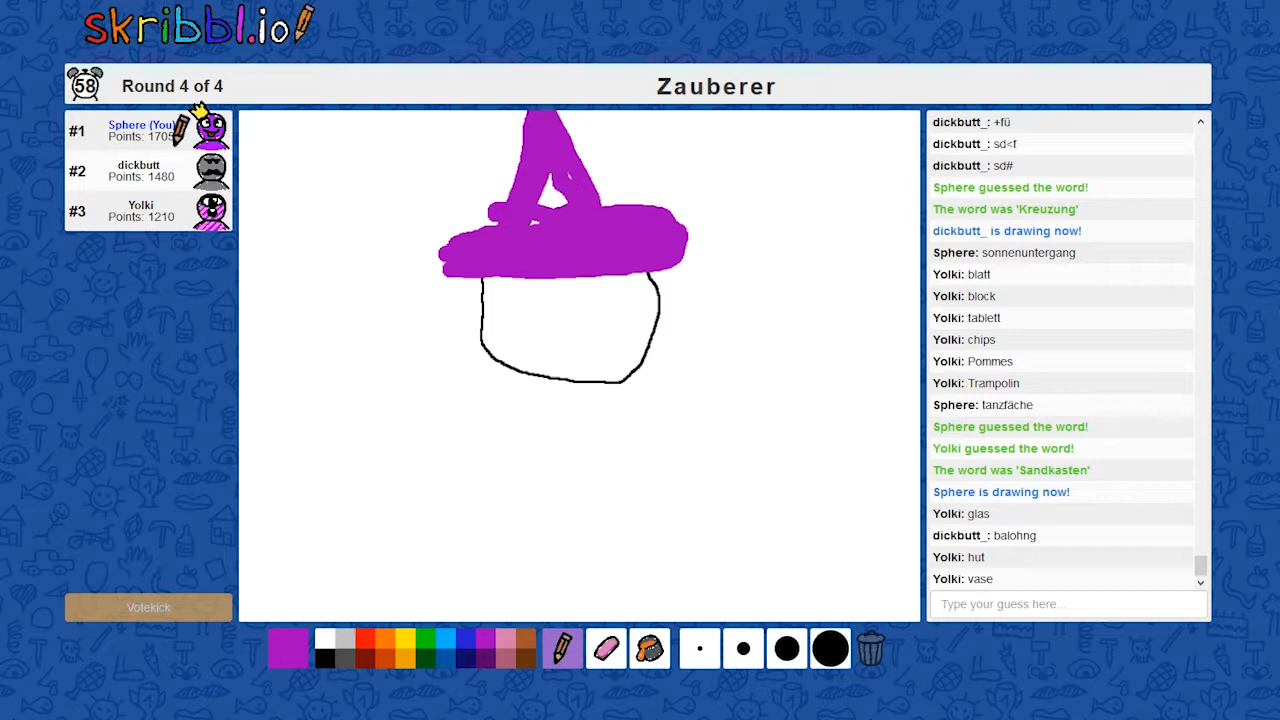 skribbl.io
58
Round 4 of 4
Zauberer
#1
Sphere (You)
Points: 1705
#2
dickbutt_
Points: 1480
#3
Yolki
Points: 1210
Votekick
dickbutt_: +fü
dickbutt_: sd<f
dickbutt_: sd#
Sphere guessed the word!
The word was 'Kreuzung'
dickbutt_ is drawing now!
Sphere: sonnenuntergang
Yolki: blatt
Yolki: block
Yolki: tablett
Yolki: chips
Yolki: Pommes
Yolki: Trampolin
Sphere: tanzfäche
Sphere guessed the word!
Yolki guessed the word!
The word was 'Sandkasten'
Sphere is drawing now!
Yolki: glas
dickbutt_: balohng
Yolki: hut
Yolki: vase
Type your guess here...